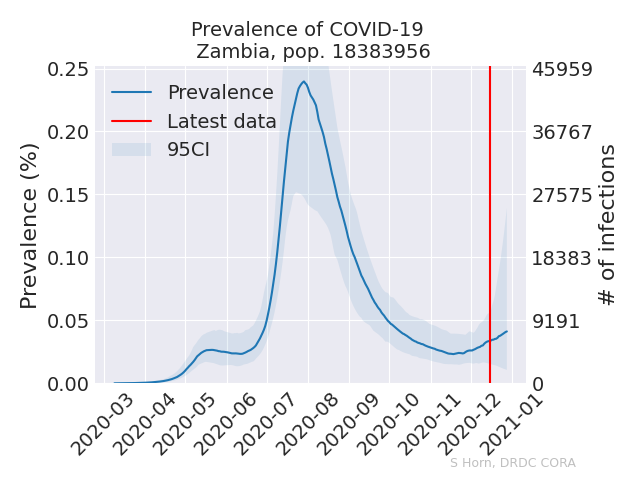 Prevalence of COVID-19
Zambia, pop. 18383956
Prevalence
Latest data
95CI
Prevalence (%)
0.25
0.20
0.15
0.10
0.05
0.00
45959
36767
27575
18383
9191
0
# of infections
2020-03
2020-04
2020-05
2020-06
2020-07
2020-08
2020-09
2020-10
2020-11
2020-12
2021-01
S Horn, DRDC CORA